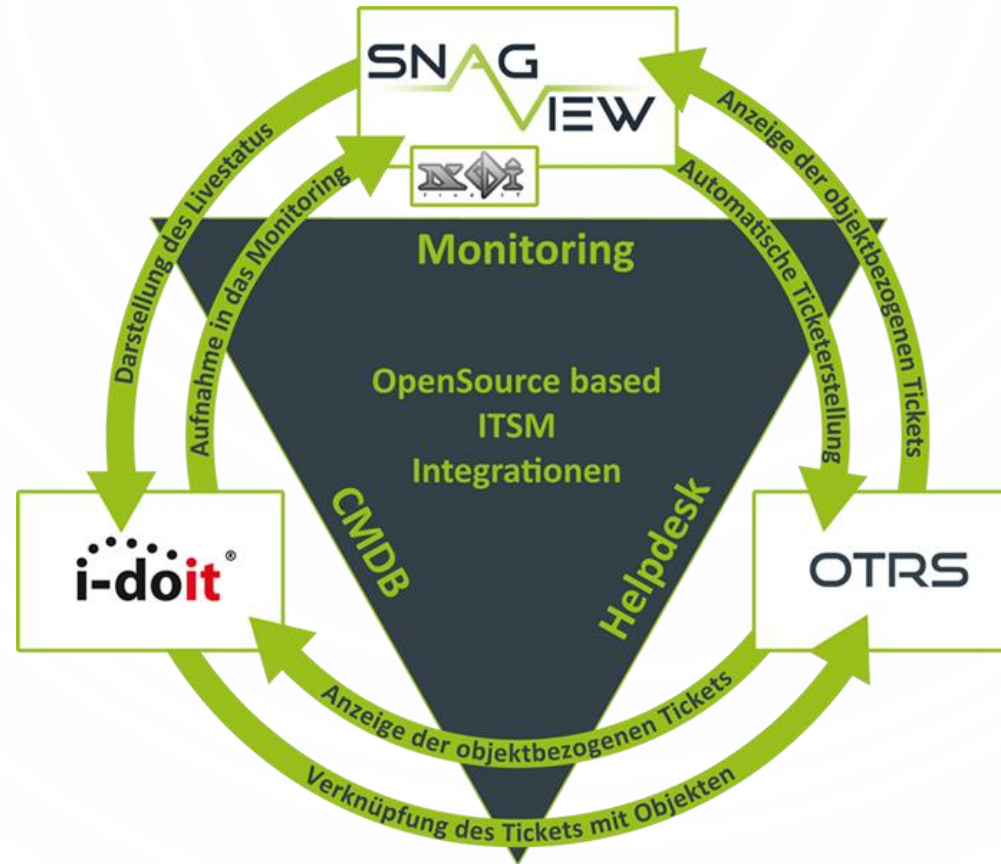 SNAG
VIEW
NeDi
Monitoring
OpenSource based
ITSM
Integrationen
CMDB
Helpdesk
Darstellung des Livestatus
Aufnahme in das Monitoring
Automatische Ticketerstellung
Anzeige der objektbezogenen Tickets
i-doit®
OTRS
Anzeige der objektbezogenen Tickets
Verknüpfung des Tickets mit Objekten